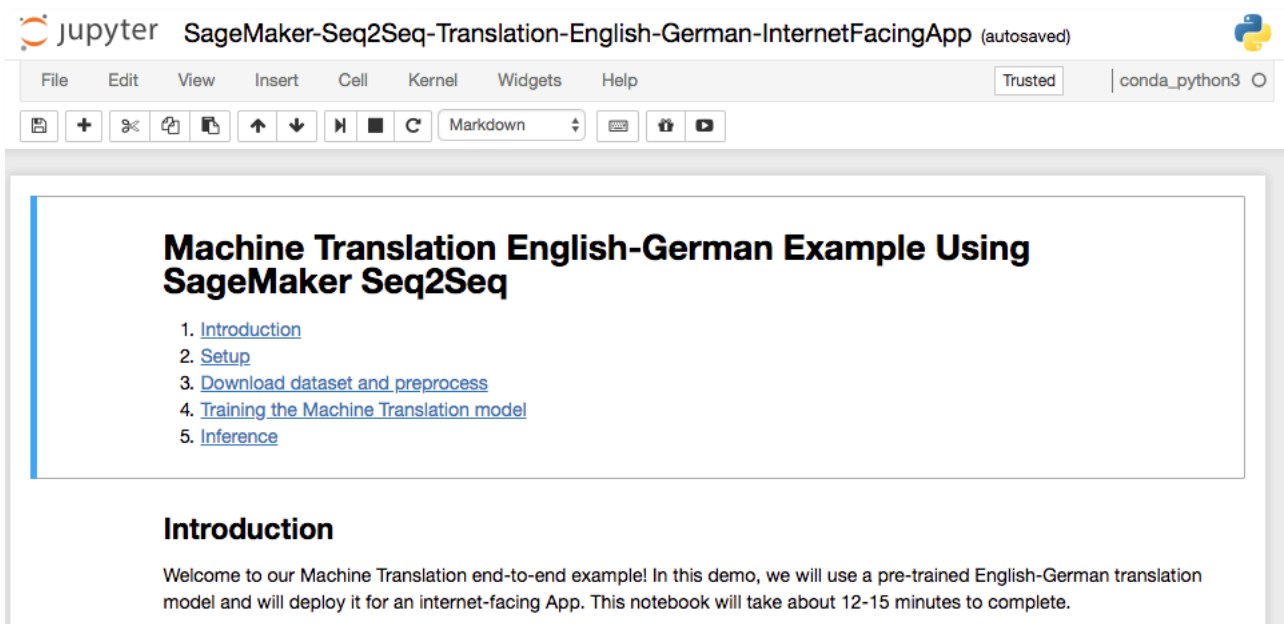 jupyter SageMaker-Seq2Seq-Translation-English-German-InternetFacingApp (autosaved)
File Edit View Insert Cell Kernel Widgets Help Trusted conda_python3
Markdown
Machine Translation English-German Example Using
SageMaker Seq2Seq
1. Introduction
2. Setup
3. Download dataset and preprocess
4. Training the Machine Translation model
5. Inference
Introduction
Welcome to our Machine Translation end-to-end example! In this demo, we will use a pre-trained English-German translation
model and will deploy it for an internet-facing App. This notebook will take about 12-15 minutes to complete.